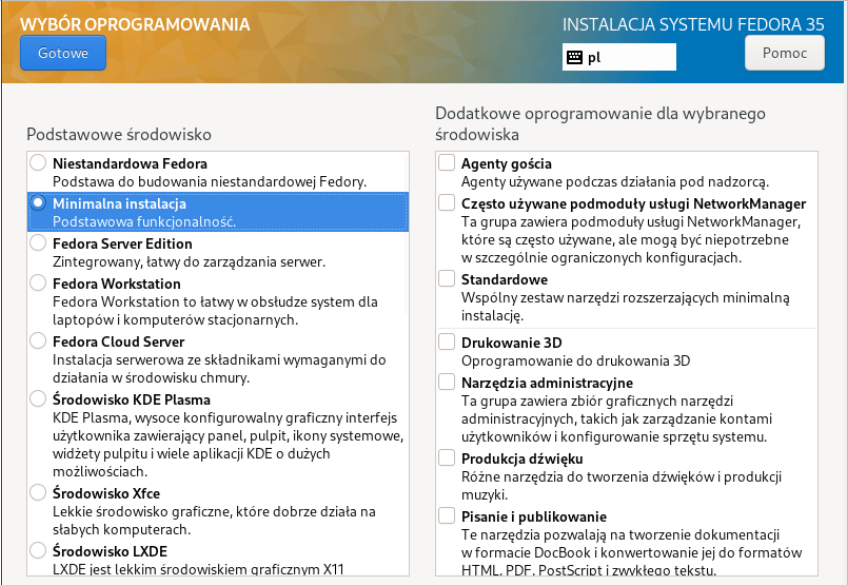 WYBÓR OPROGRAMOWANIA
INSTALACJA SYSTEMU FEDORA 35
Gotowe
pl
Pomoc
Podstawowe środowisko
Niestandardowa Fedora
Podstawa do budowania niestandardowej Fedory.
Minimalna instalacja
Podstawowa funkcjonalność.
Fedora Server Edition
Zintegrowany, łatwy do zarządzania serwer.
Fedora Workstation
Fedora Workstation to łatwy w obsłudze system dla
laptopów i komputerów stacjonarnych.
Fedora Cloud Server
Instalacja serwerowa ze składnikami wymaganymi do
działania w środowisku chmury.
Środowisko KDE Plasma
KDE Plasma, wysoce konfigurowalny graficzny interfejs
użytkownika zawierający panel, pulpit, ikony systemowe,
widżety pulpitu i wiele aplikacji KDE o dużych
możliwościach.
Środowisko Xfce
Lekkie środowisko graficzne, które dobrze działa na
słabych komputerach.
Środowisko LXDE
LXDE jest lekkim środowiskiem graficznym X11
Dodatkowe oprogramowanie dla wybranego
środowiska
Agenty gościa
Agenty używane podczas działania pod nadzorcą.
Często używane podmoduły usługi NetworkManager
Ta grupa zawiera podmoduły usługi NetworkManager,
które są często używane, ale mogą być niepotrzebne
w szczególnie ograniczonych konfiguracjach.
Standardowe
Wspólny zestaw narzędzi rozszerzających minimalną
instalację.
Drukowanie 3D
Oprogramowanie do drukowania 3D
Narzędzia administracyjne
Ta grupa zawiera zbiór graficznych narzędzi
administracyjnych, takich jak zarządzanie kontami
użytkowników i konfigurowanie sprzętu systemu.
Produkcja dźwięku
Różne narzędzia do tworzenia dźwięków i produkcji
muzyki.
Pisanie i publikowanie
Te narzędzia pozwalają na tworzenie dokumentacji
w formacie DocBook i konwertowanie jej do formatów
HTML, PDF, PostScript i zwykłego tekstu.